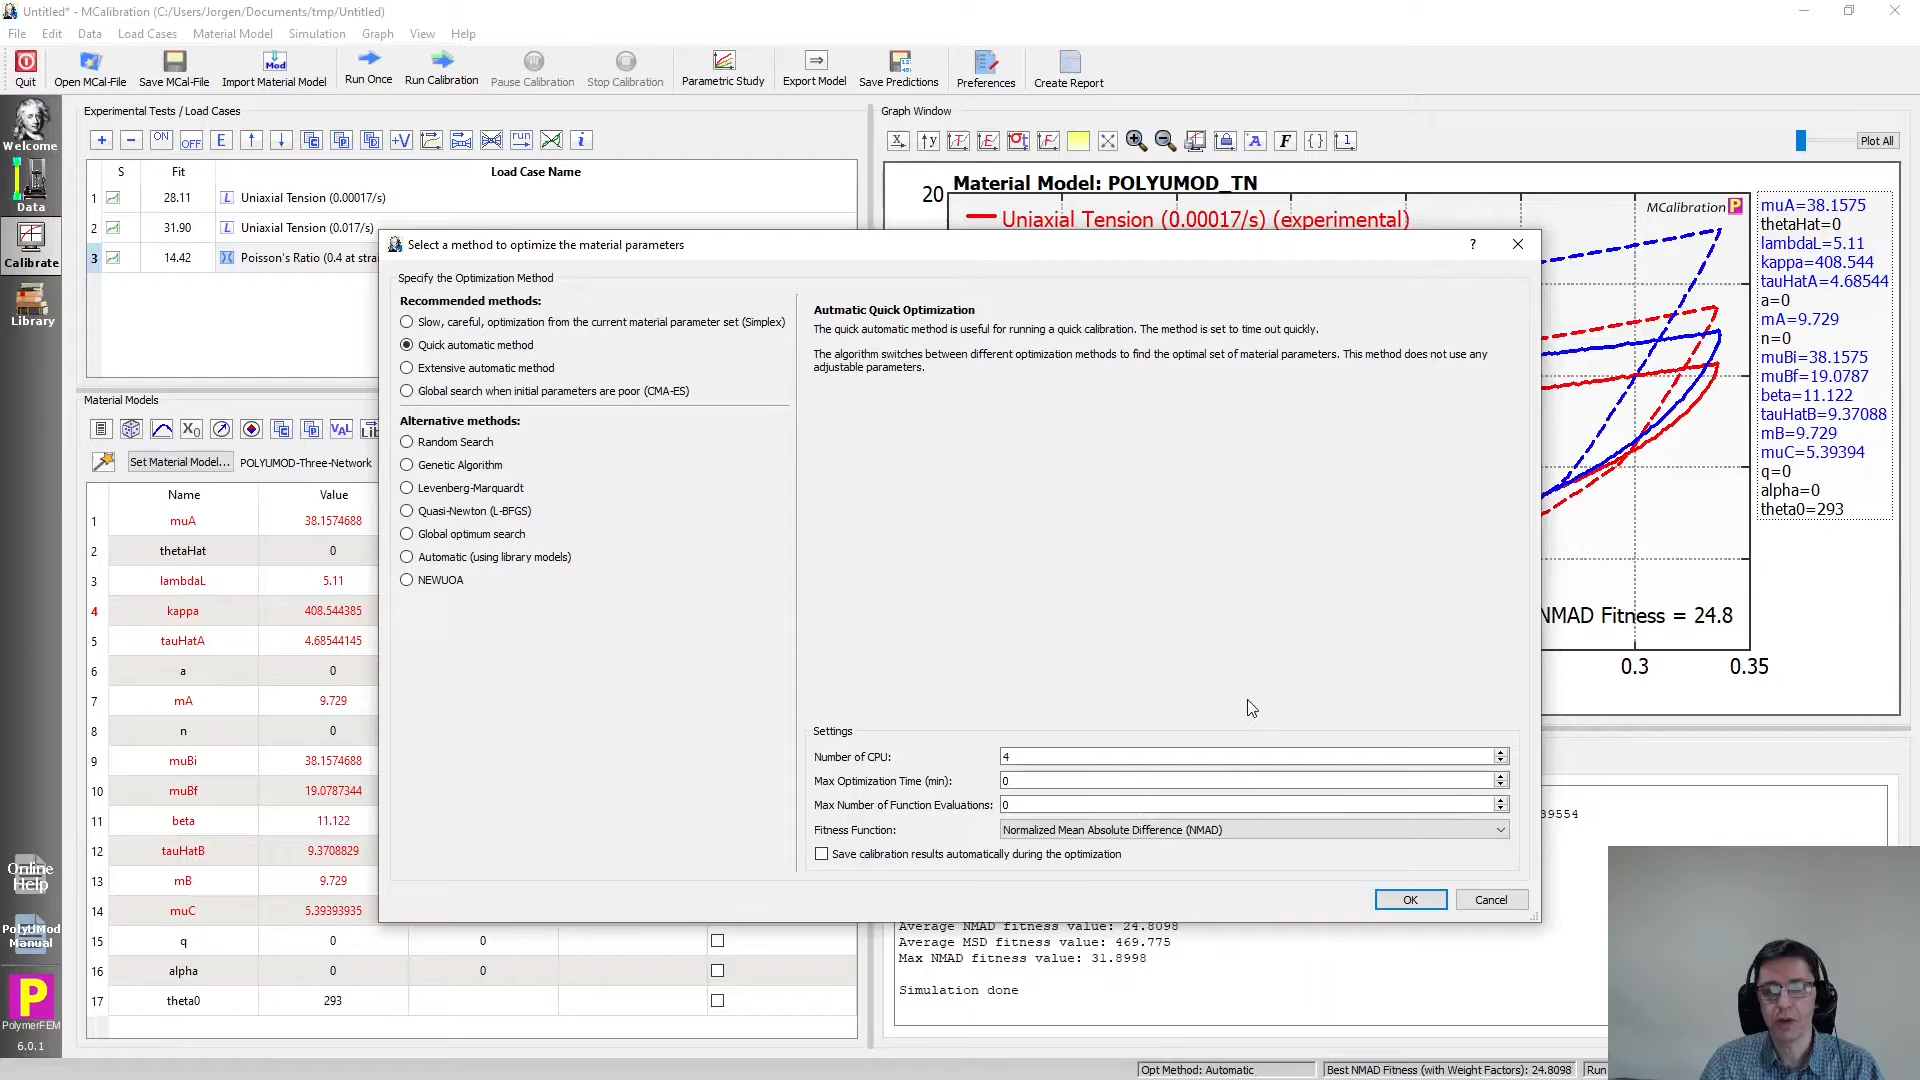 Untitled* - MCalibration (C:/Users/Jorgen/Documents/tmp/Untitled)
File Edit Data Load Cases Material Model Simulation Graph View Help
Quit Open MCal-File Save MCal-File Import Material Model Run Once Run Calibration Pause Calibration Stop Calibration Parametric Study Export Model Save Predictions Preferences Create Report
Welcome
Data
Calibrate
Library
Online Help
PolyUMod Manual
PolymerFEM
6.0.1
Experimental Tests / Load Cases
ON OFF E +V run i
S Fit Load Case Name
1 28.11 L Uniaxial Tension (0.00017/s)
2 31.90 L Uniaxial Tension (0.017/s)
3 14.42 Poisson's Ratio (0.4 at stra
Material Models
X0 VAL Lib
Set Material Model... POLYUMOD-Three-Network
Name Value
1 muA 38.1574688
2 thetaHat 0
3 lambdaL 5.11
4 kappa 408.544385
5 tauHatA 4.68544145
6 a 0
7 mA 9.729
8 n 0
9 muBi 38.1574688
10 muBf 19.0787344
11 beta 11.122
12 tauHatB 9.3708829
13 mB 9.729
14 muC 5.39393935
15 q 0 0
16 alpha 0 0
17 theta0 293
Select a method to optimize the material parameters
Specify the Optimization Method
Recommended methods:
Slow, careful, optimization from the current material parameter set (Simplex)
Quick automatic method
Extensive automatic method
Global search when initial parameters are poor (CMA-ES)
Alternative methods:
Random Search
Genetic Algorithm
Levenberg-Marquardt
Quasi-Newton (L-BFGS)
Global optimum search
Automatic (using library models)
NEWUOA
Autmatic Quick Optimization
The quick automatic method is useful for running a quick calibration. The method is set to time out quickly.
The algorithm switches between different optimization methods to find the optimal set of material parameters. This method does not use any
adjustable parameters.
Settings
Number of CPU: 4
Max Optimization Time (min): 0
Max Number of Function Evaluations: 0
Fitness Function: Normalized Mean Absolute Difference (NMAD)
Save calibration results automatically during the optimization
OK Cancel
Graph Window
Plot All
Material Model: POLYUMOD_TN
20
Uniaxial Tension (0.00017/s) (experimental)
MCalibration
muA=38.1575
thetaHat=0
lambdaL=5.11
kappa=408.544
tauHatA=4.68544
a=0
mA=9.729
n=0
muBi=38.1575
muBf=19.0787
beta=11.122
tauHatB=9.37088
mB=9.729
muC=5.39394
q=0
alpha=0
theta0=293
NMAD Fitness = 24.8
0.3 0.35
39554
Average NMAD fitness value: 24.8098
Average MSD fitness value: 469.775
Max NMAD fitness value: 31.8998
Simulation done
Opt Method: Automatic
Best NMAD Fitness (with Weight Factors): 24.8098
Run